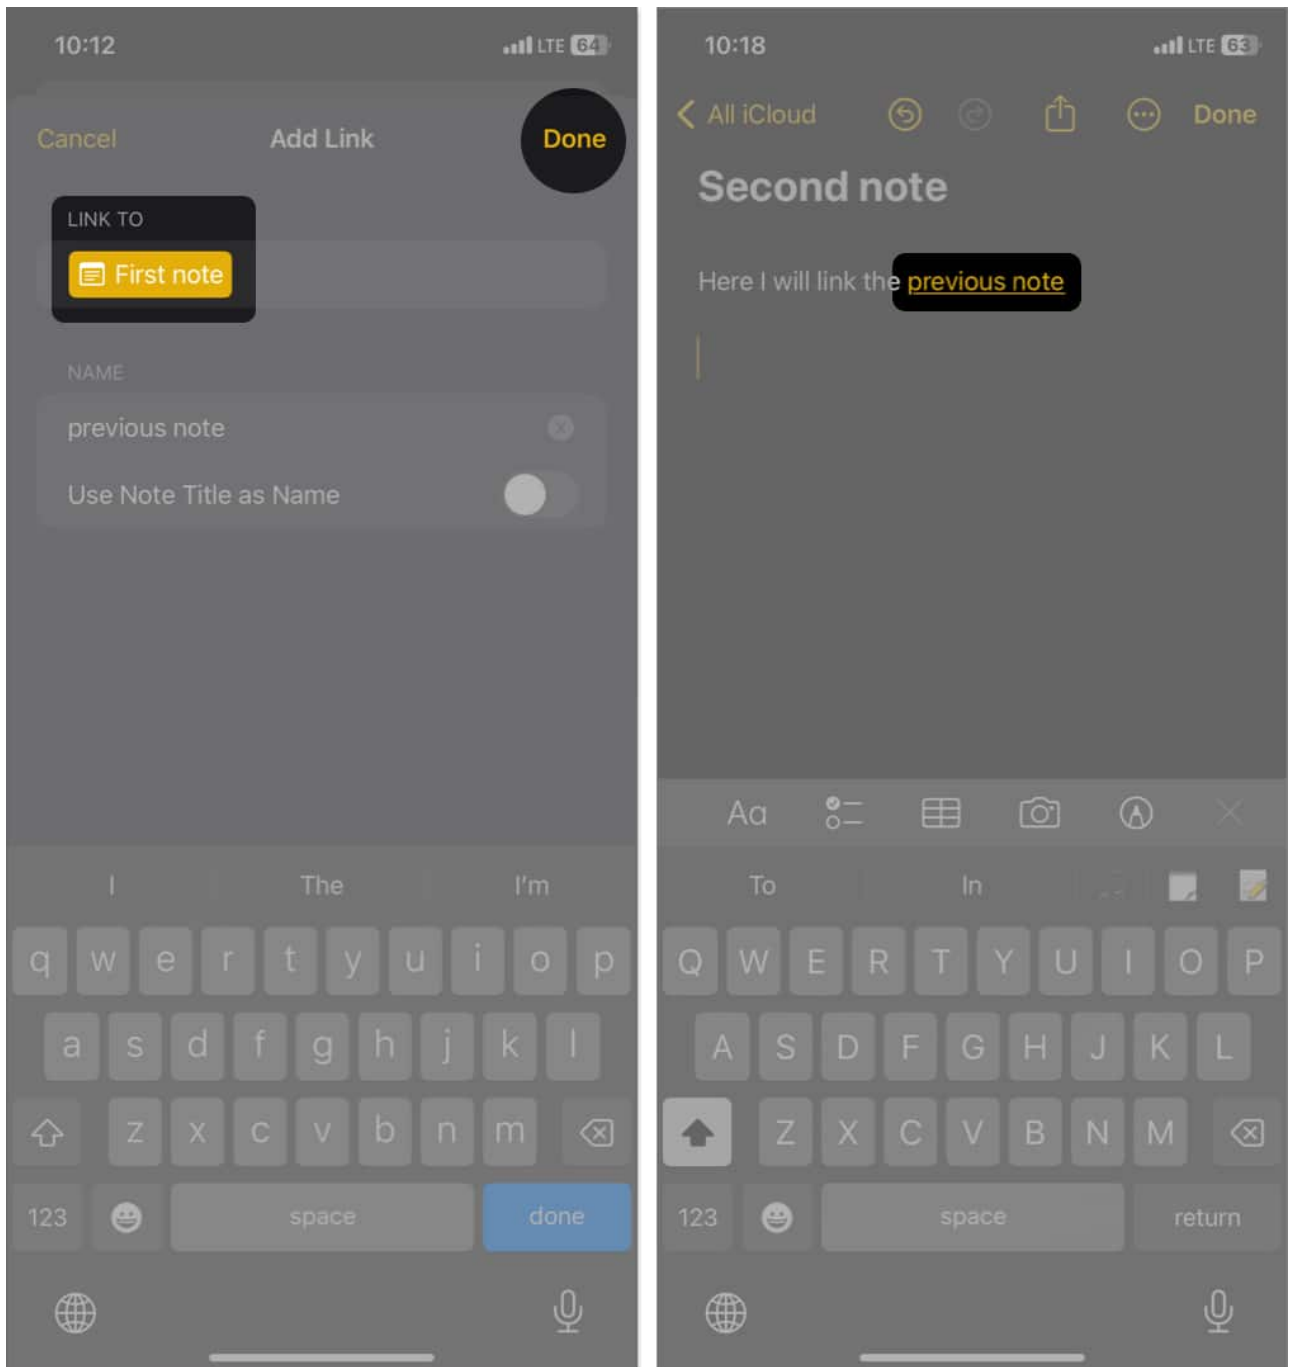 10:12 LTE 64
Cancel Add Link Done
LINK TO
First note
NAME
previous note
Use Note Title as Name
I The I'm
q w e r t y u i o p
a s d f g h j k l
z x c v b n m
123 space done
10:18 LTE 63
All iCloud Done
Second note
Here I will link the previous note
Aa
To In
Q W E R T Y U I O P
A S D F G H J K L
Z X C V B N M
123 space return